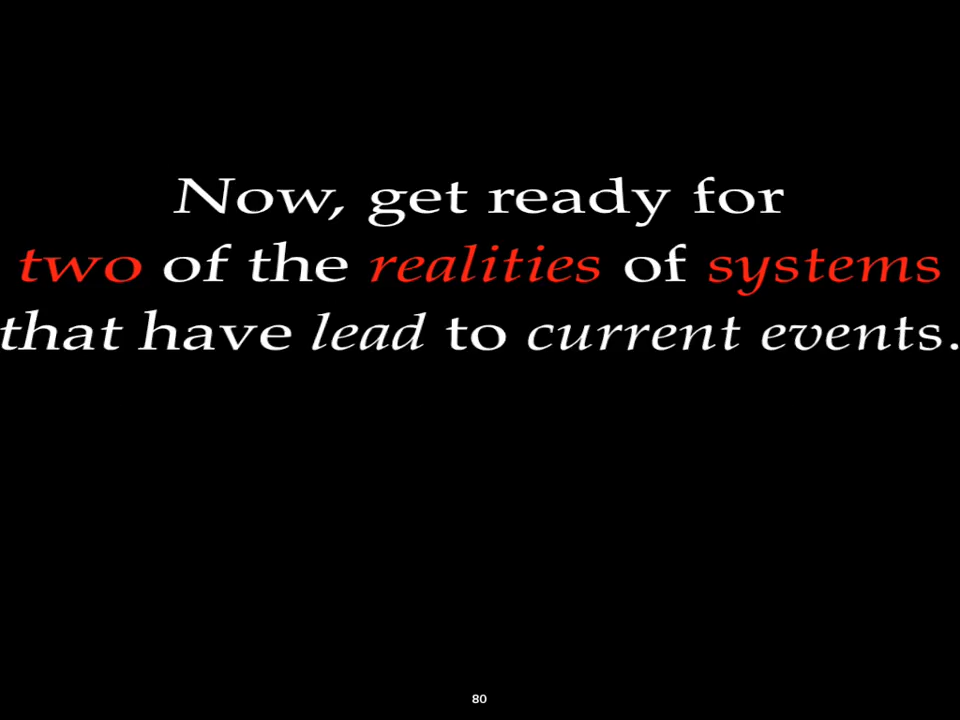 Now, get ready for
two of the realities of systems
that have lead to current events.
80